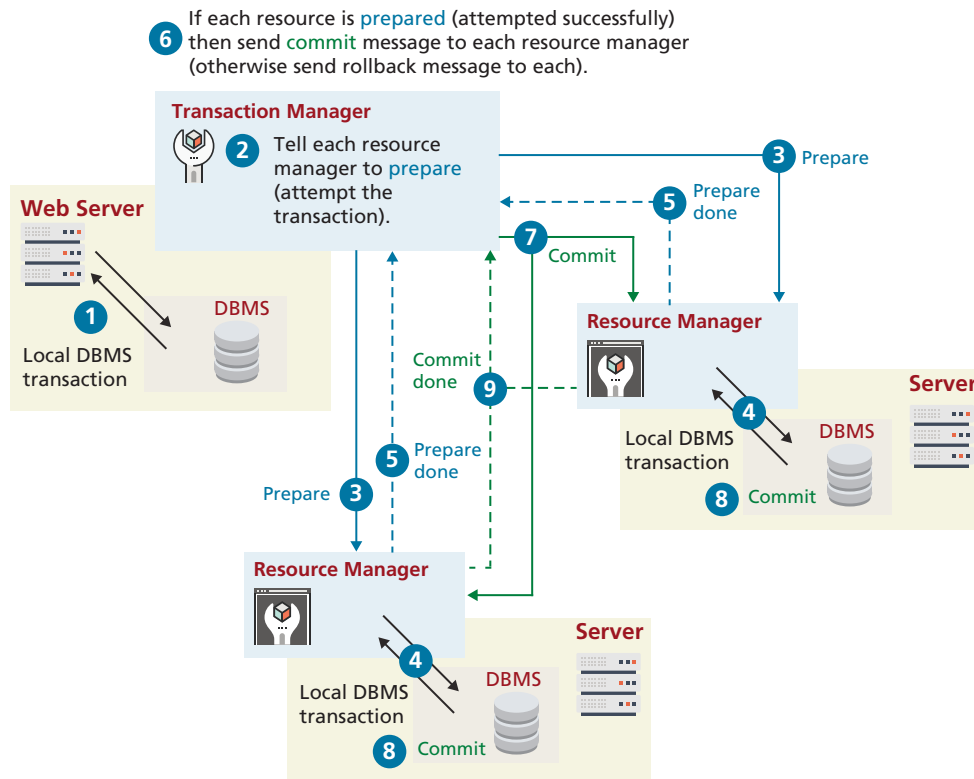 If each resource is prepared (attempted successfully)
6 then send commit message to each resource manager
(otherwise send rollback message to each).
Transaction Manager
2 Tell each resource
manager to prepare
(attempt the
transaction).
3 Prepare
5 Prepare
done
Web Server
7
Commit
1
DBMS
Local DBMS
transaction
Resource Manager
Commit
done
9
Server
4
Local DBMS
transaction
DBMS
8 Commit
5 Prepare
done
Prepare 3
Resource Manager
Server
4
Local DBMS
transaction
DBMS
8 Commit